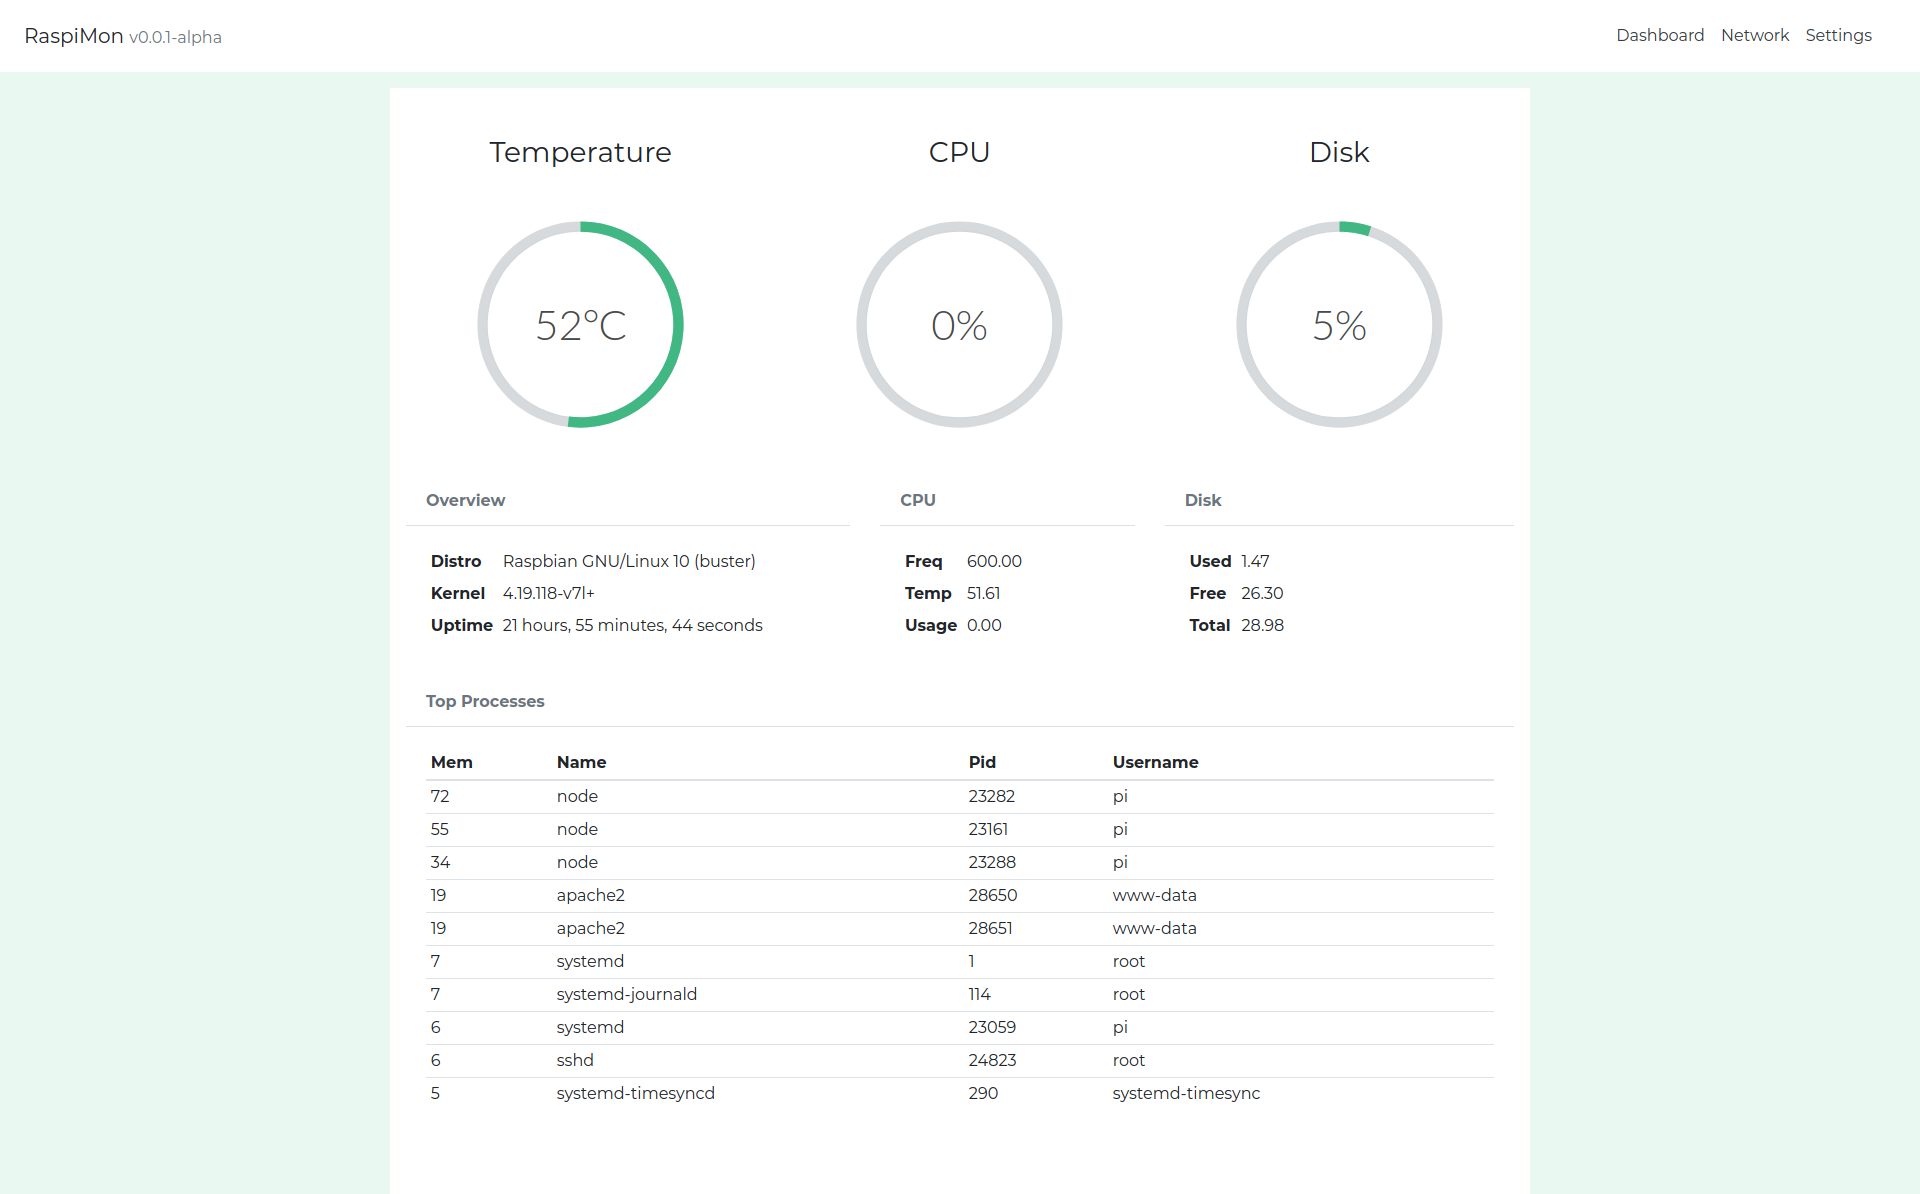 RaspiMon v0.0.1-alpha
Dashboard Network Settings
Temperature CPU Disk
52°C 0% 5%
Overview CPU Disk
Distro Raspbian GNU/Linux 10 (buster) Freq 600.00 Used 1.47
Kernel 4.19.118-v7l+ Temp 51.61 Free 26.30
Uptime 21 hours, 55 minutes, 44 seconds Usage 0.00 Total 28.98
Top Processes
Mem Name Pid Username
72 node 23282 pi
55 node 23161 pi
34 node 23288 pi
19 apache2 28650 www-data
19 apache2 28651 www-data
7 systemd 1 root
7 systemd-journald 114 root
6 systemd 23059 pi
6 sshd 24823 root
5 systemd-timesyncd 290 systemd-timesync